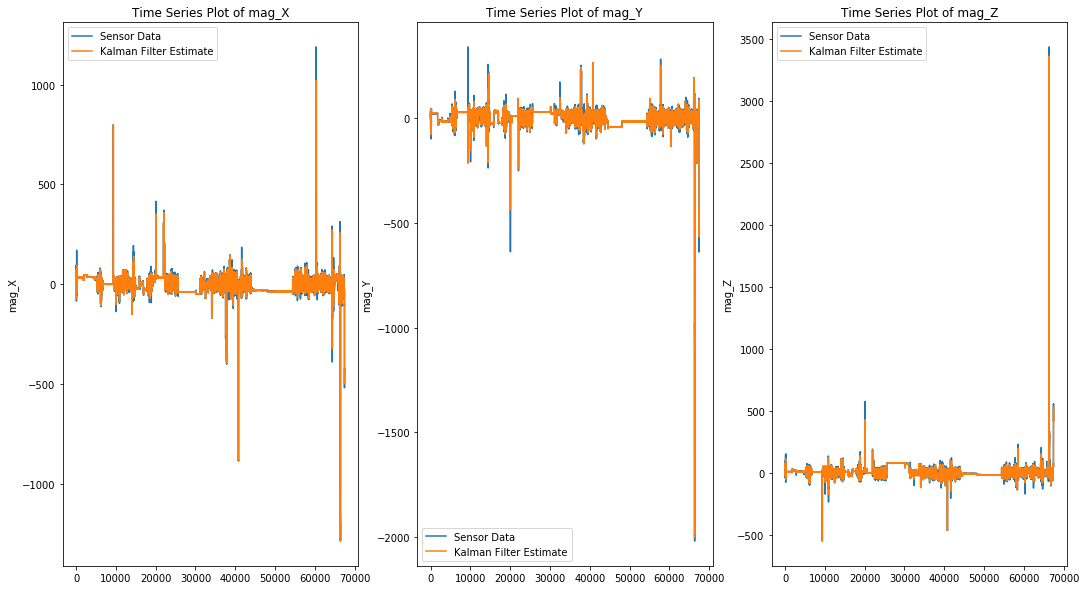 Time Series Plot of mag_X
Sensor Data
Kalman Filter Estimate
mag_X
1000
500
0
−500
−1000
0 10000 20000 30000 40000 50000 60000 70000
Time Series Plot of mag_Y
mag_Y
0
−500
−1000
−1500
−2000
Sensor Data
Kalman Filter Estimate
0 10000 20000 30000 40000 50000 60000 70000
Time Series Plot of mag_Z
Sensor Data
Kalman Filter Estimate
mag_Z
3500
3000
2500
2000
1500
1000
500
0
−500
0 10000 20000 30000 40000 50000 60000 70000